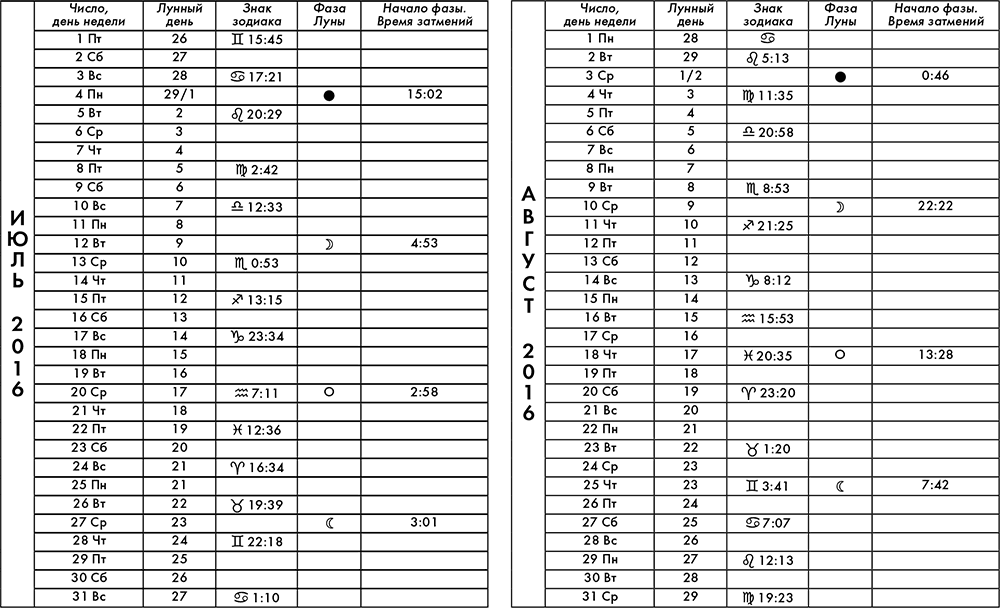 ИЮЛЬ 2016
Число, день недели Лунный день Знак зодиака Фаза Луны Начало фазы. Время затмений
1 Пт 26 ♊ 15:45
2 Сб 27
3 Вс 28 ♋ 17:21
4 Пн 29/1 ● 15:02
5 Вт 2 ♌ 20:29
6 Ср 3
7 Чт 4
8 Пт 5 ♍ 2:42
9 Сб 6
10 Вс 7 ♎ 12:33
11 Пн 8
12 Вт 9 ☽ 4:53
13 Ср 10 ♏ 0:53
14 Чт 11
15 Пт 12 ♐ 13:15
16 Сб 13
17 Вс 14 ♑ 23:34
18 Пн 15
19 Вт 16
20 Ср 17 ♒ 7:11 ○ 2:58
21 Чт 18
22 Пт 19 ♓ 12:36
23 Сб 20
24 Вс 21 ♈ 16:34
25 Пн 21
26 Вт 22 ♉ 19:39
27 Ср 23 ☾ 3:01
28 Чт 24 ♊ 22:18
29 Пт 25
30 Сб 26
31 Вс 27 ♋ 1:10
АВГУСТ 2016
Число, день недели Лунный день Знак зодиака Фаза Луны Начало фазы. Время затмений
1 Пн 28 ♋
2 Вт 29 ♌ 5:13
3 Ср 1/2 ● 0:46
4 Чт 3 ♍ 11:35
5 Пт 4
6 Сб 5 ♎ 20:58
7 Вс 6
8 Пн 7
9 Вт 8 ♏ 8:53
10 Ср 9 ☽ 22:22
11 Чт 10 ♐ 21:25
12 Пт 11
13 Сб 12
14 Вс 13 ♑ 8:12
15 Пн 14
16 Вт 15 ♒ 15:53
17 Ср 16
18 Чт 17 ♓ 20:35 ○ 13:28
19 Пт 18
20 Сб 19 ♈ 23:20
21 Вс 20
22 Пн 21
23 Вт 22 ♉ 1:20
24 Ср 23
25 Чт 23 ♊ 3:41 ☾ 7:42
26 Пт 24
27 Сб 25 ♋ 7:07
28 Вс 26
29 Пн 27 ♌ 12:13
30 Вт 28
31 Ср 29 ♍ 19:23